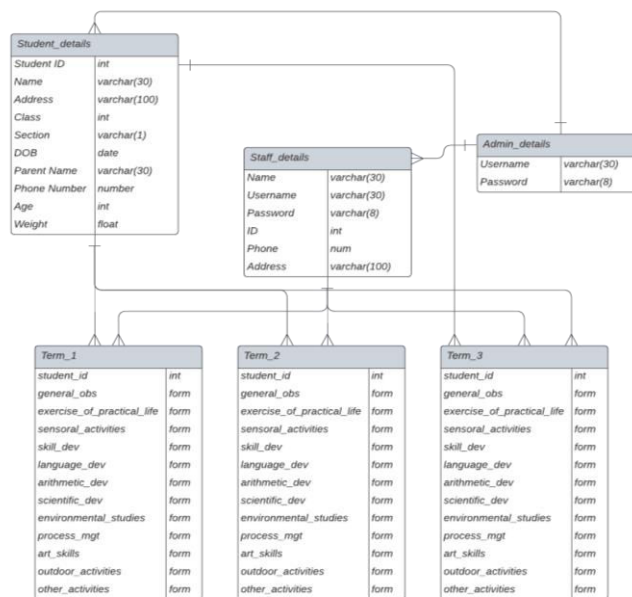 Student_details
Student ID int
Name varchar(30)
Address varchar(100)
Class int
Section varchar(1)
DOB date
Parent Name varchar(30)
Phone Number number
Age int
Weight float
Staff_details
Name varchar(30)
Username varchar(30)
Password varchar(8)
ID int
Phone num
Address varchar(100)
Admin_details
Username varchar(30)
Password varchar(8)
Term_1
student_id int
general_obs form
exercise_of_practical_life form
sensoral_activities form
skill_dev form
language_dev form
arithmetic_dev form
scientific_dev form
environmental_studies form
process_mgt form
art_skills form
outdoor_activities form
other_activities form
Term_2
student_id int
general_obs form
exercise_of_practical_life form
sensoral_activities form
skill_dev form
language_dev form
arithmetic_dev form
scientific_dev form
environmental_studies form
process_mgt form
art_skills form
outdoor_activities form
other_activities form
Term_3
student_id int
general_obs form
exercise_of_practical_life form
sensoral_activities form
skill_dev form
language_dev form
arithmetic_dev form
scientific_dev form
environmental_studies form
process_mgt form
art_skills form
outdoor_activities form
other_activities form